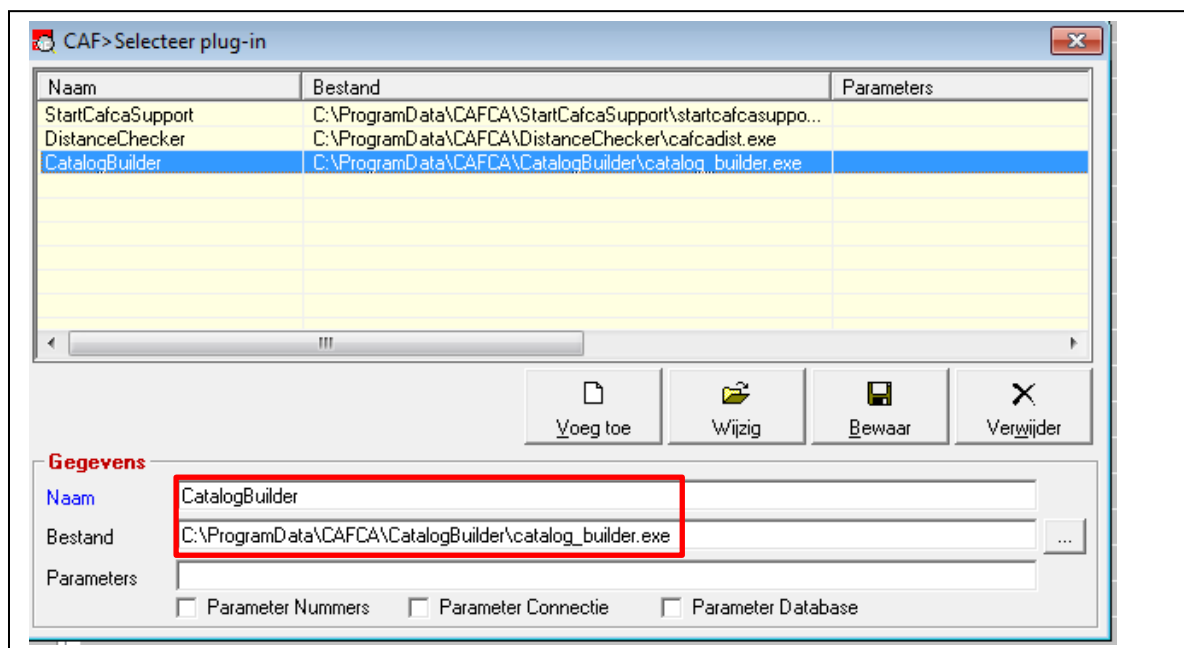 CAF>Selecteer plug-in
Naam Bestand Parameters
StartCafcaSupport C:\ProgramData\CAFCA\StartCafcaSupport\startcafcasuppo...
DistanceChecker C:\ProgramData\CAFCA\DistanceChecker\cafcadist.exe
CatalogBuilder C:\ProgramData\CAFCA\CatalogBuilder\catalog_builder.exe
Voeg toe Wijzig Bewaar Verwijder
Gegevens
Naam CatalogBuilder
Bestand C:\ProgramData\CAFCA\CatalogBuilder\catalog_builder.exe ...
Parameters
Parameter Nummers Parameter Connectie Parameter Database